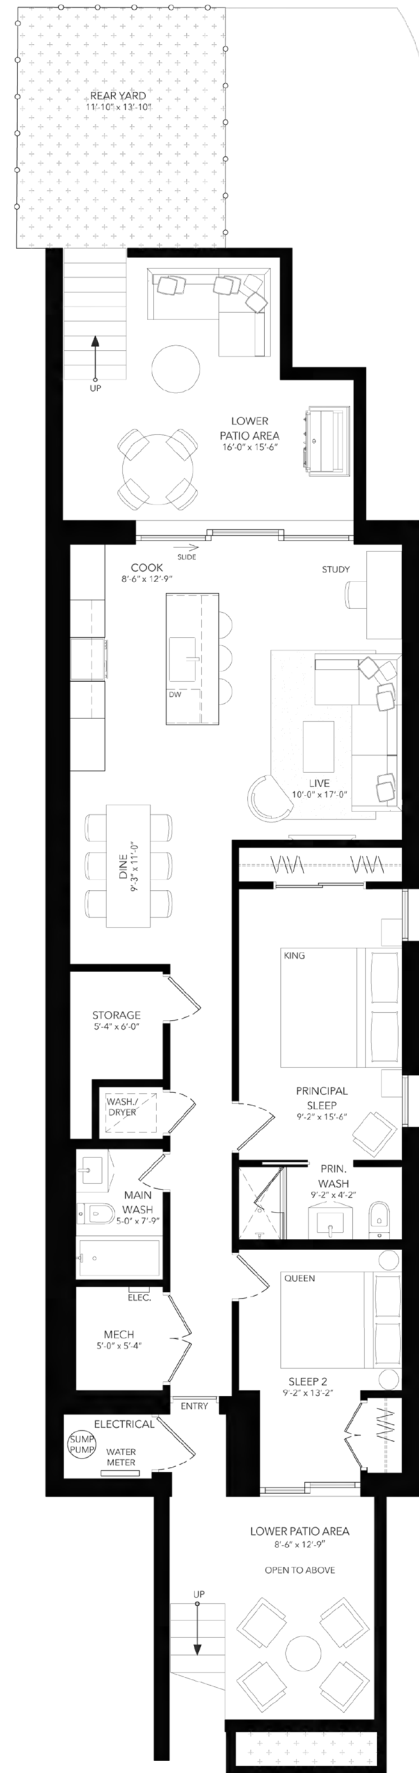 REAR YARD
11'-10" x 13'-10"
UP
LOWER
PATIO AREA
16'-0" x 15'-6"
SLIDE
COOK
8'-6" x 12'-9"
STUDY
DW
LIVE
10'-0" x 17'-0"
DINE
9'-3" x 11'-0"
KING
STORAGE
5'-4" x 6'-0"
WASH./
DRYER
PRINCIPAL
SLEEP
9'-2" x 15'-6"
PRIN.
WASH
9'-2" x 4'-2"
MAIN
WASH
5'-0" x 7'-9"
QUEEN
ELEC.
MECH
5'-0" x 5'-4"
SLEEP 2
9'-2" x 13'-2"
ENTRY
ELECTRICAL
SUMP
PUMP
WATER
METER
LOWER PATIO AREA
8'-6" x 12'-9"
OPEN TO ABOVE
UP